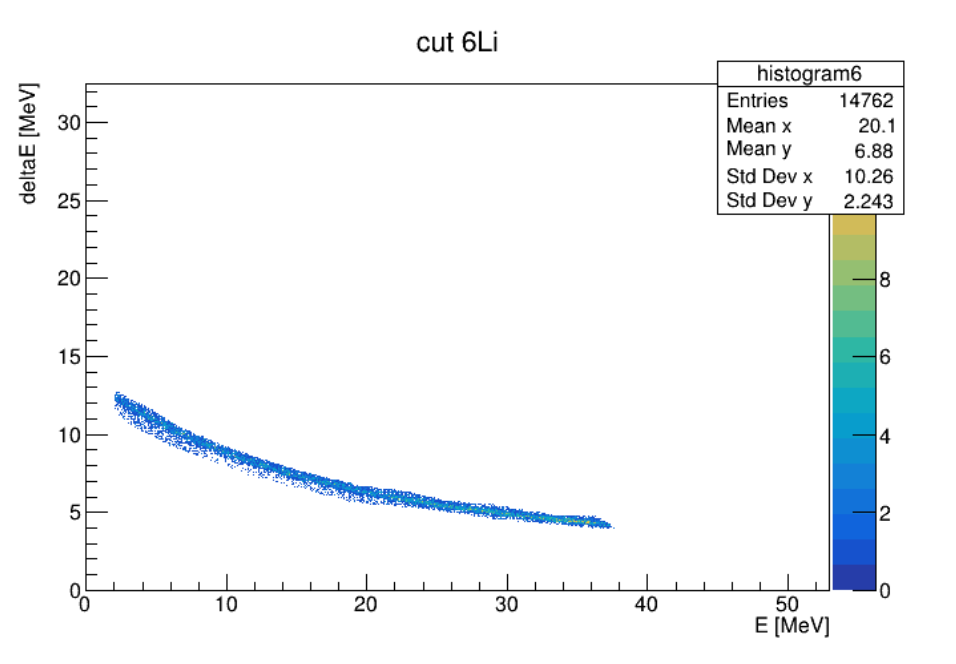 cut 6Li
histogram6
Entries 14762
Mean x 20.1
Mean y 6.88
Std Dev x 10.26
Std Dev y 2.243
deltaE [MeV]
30
25
20
15
10
5
0
0 10 20 30 40 50
E [MeV]
8
6
4
2
0